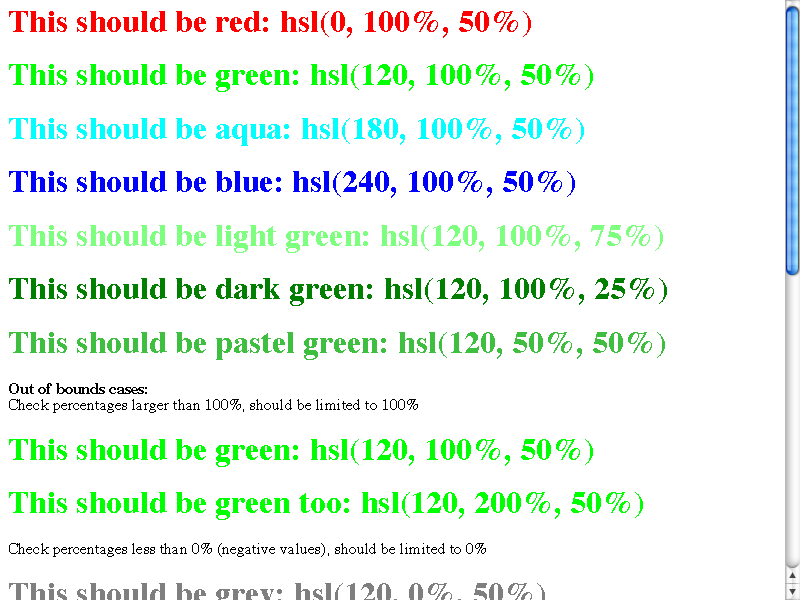 This should be red: hsl(0, 100%, 50%)
This should be green: hsl(120, 100%, 50%)
This should be aqua: hsl(180, 100%, 50%)
This should be blue: hsl(240, 100%, 50%)
This should be light green: hsl(120, 100%, 75%)
This should be dark green: hsl(120, 100%, 25%)
This should be pastel green: hsl(120, 50%, 50%)
Out of bounds cases:
Check percentages larger than 100%, should be limited to 100%
This should be green: hsl(120, 100%, 50%)
This should be green too: hsl(120, 200%, 50%)
Check percentages less than 0% (negative values), should be limited to 0%
This should be grey: hsl(120, 0%, 50%)